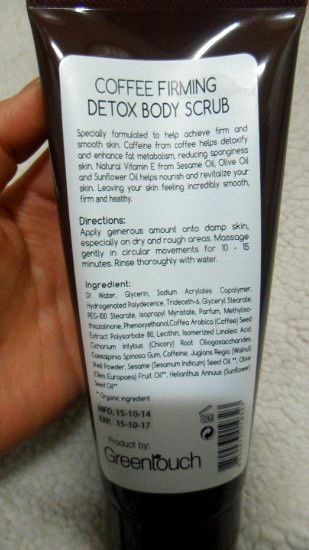 COFFEE FIRMING
DETOX BODY SCRUB
Specially formulated to help achieve firm and
smooth skin. Caffeine from coffee helps detoxify
and enhance fat metabolism, reducing sponginess
skin. Natural Vitamin E from Sesame Oil, Olive Oil
and Sunflower Oil helps nourish and revitalize your
skin. Leaving your skin feeling incredibly smooth,
firm and healthy.
Directions:
Apply generous amount onto damp skin,
especially on dry and rough areas. Massage
gently in circular movements for 10 - 15
minutes. Rinse thoroughly with water.
Ingredient:
DI Water, Glycerin, Sodium Acrylates Copolymer,
Hydrogenated Polydecence, Trideceth-6, Glyceryl Stearate,
PEG-100 Stearate, Isopropyl Myristate, Parfum, Methyliso-
thiazolinone, Phenoxyethanol,Coffea Arabica (Coffee) Seed
Extract Polysorbate 80, Lecithin, Isomerized Linoleic Acid,
Cichorium Intybus (Chicory) Root Oligosaccharides,
Caesalpinia Spinosa Gum, Caffeine, Juglans Regia (Walnut)
Shell Powder, Sesame (Sesamum Indicum) Seed Oil **, Olive
(Olea Europaea) Fruit Oil**, Helianthus Annuus (Sunflower)
Seed Oil**
** Organic ingredient
MFD. 15-10-14
EXP. 15-10-17
12M
Product by:
Greentouch